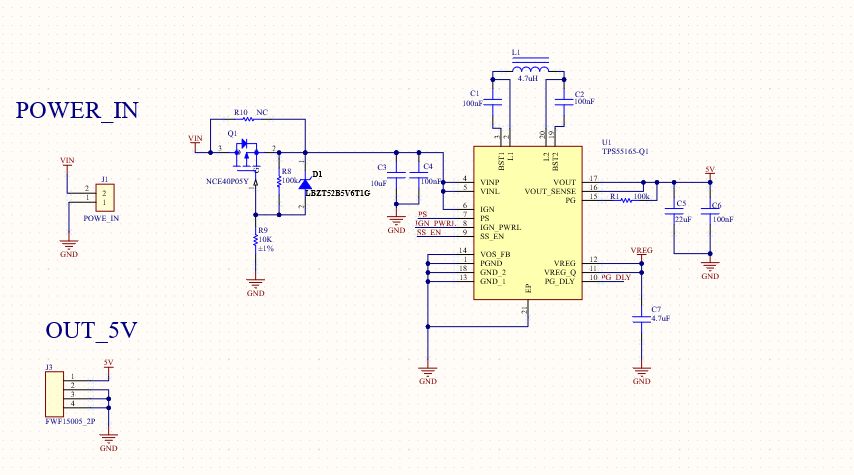 POWER_IN
VIN
J1
2
2
1
1
POWE_IN
GND
R10 NC
VIN
Q1
3
2
1
NCE40P05Y
R8
100k
1
D1
LBZT52B5V6T1G
2
R9
10K
±1%
GND
C3
10uF
C4
100nF
GND
PS
IGN_PWRL
SS_EN
L1
4.7uH
C1
100nF
C2
100nF
3
2
20
19
BST1
L1
L2
BST2
U1
TPS55165-Q1
4 VINP
5 VINL
6 IGN
7 PS
8 IGN_PWRL
9 SS_EN
14 VOS_FB
1 PGND
18 GND_2
13 GND_1
VOUT 17
VOUT_SENSE 16
PG 15
VREG 12
VREG_Q 11
PG_DLY 10
EP
21
R1 100k
PG_DLY
5V
C5
22uF
C6
100nF
GND
VREG
C7
4.7uF
GND
GND
OUT_5V
J3
5V
1
2
3
4
FWF15005_2P
GND